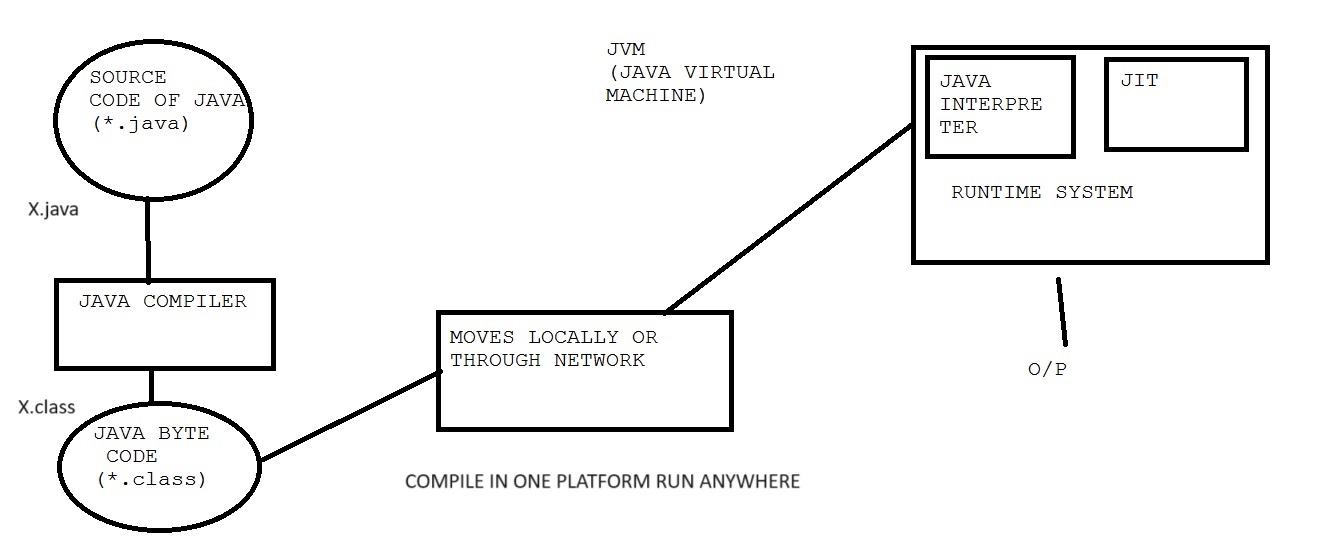 SOURCE
CODE OF JAVA
(*.java)
X.java
JAVA COMPILER
X.class
JAVA BYTE
CODE
(*.class)
MOVES LOCALLY OR
THROUGH NETWORK
COMPILE IN ONE PLATFORM RUN ANYWHERE
JVM
(JAVA VIRTUAL
MACHINE)
JAVA
INTERPRE
TER
JIT
RUNTIME SYSTEM
O/P